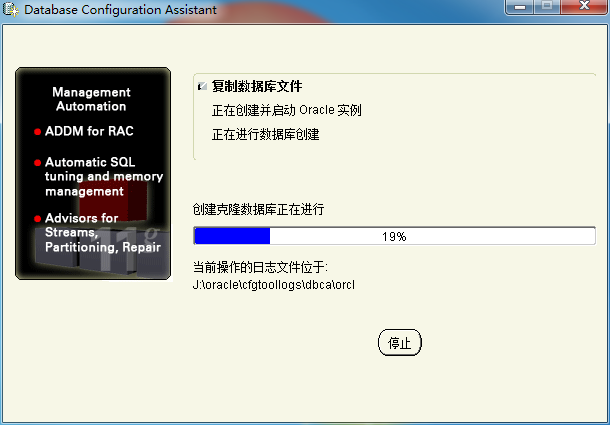 Database Configuration Assistant
Management
Automation
ADDM for RAC
Automatic SQL
tuning and memory
management
Advisors for
Streams,
Partitioning, Repair
11g
复制数据库文件
正在创建并启动 Oracle 实例
正在进行数据库创建
创建克隆数据库正在进行
19%
当前操作的日志文件位于:
J:\oracle\cfgtoollogs\dbca\orcl
停止